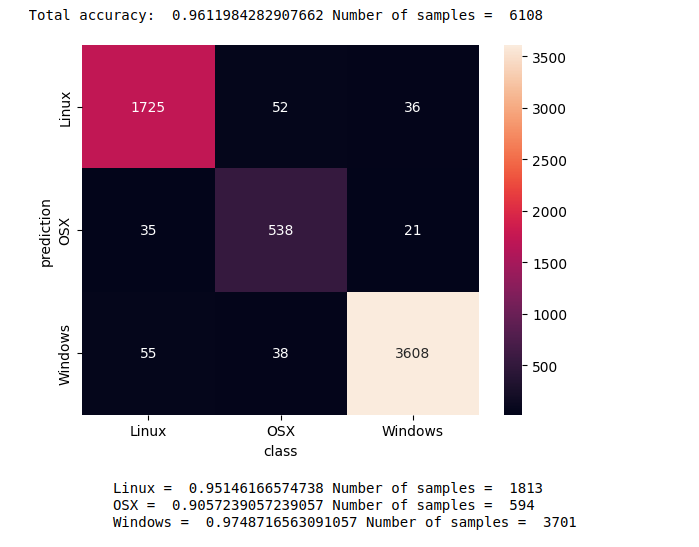 Total accuracy: 0.9611984282907662 Number of samples = 6108
3500
3000
2500
2000
1500
1000
500
prediction
Linux
1725 52 36
OSX
35 538 21
Windows
55 38 3608
Linux OSX Windows
class
Linux = 0.95146166574738 Number of samples = 1813
OSX = 0.9057239057239057 Number of samples = 594
Windows = 0.9748716563091057 Number of samples = 3701